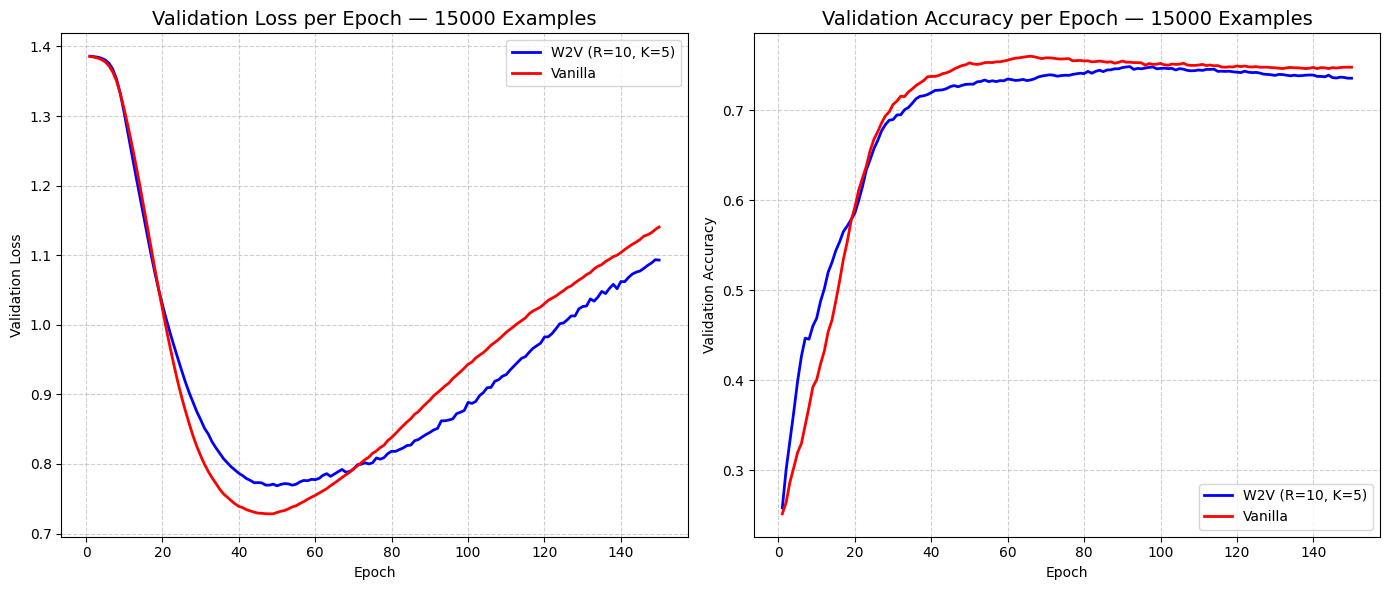 Validation Loss per Epoch — 15000 Examples
1.4
1.3
1.2
1.1
1.0
0.9
0.8
0.7
Validation Loss
0 20 40 60 80 100 120 140
Epoch
W2V (R=10, K=5)
Vanilla
Validation Accuracy per Epoch — 15000 Examples
0.7
0.6
0.5
0.4
0.3
Validation Accuracy
0 20 40 60 80 100 120 140
Epoch
W2V (R=10, K=5)
Vanilla